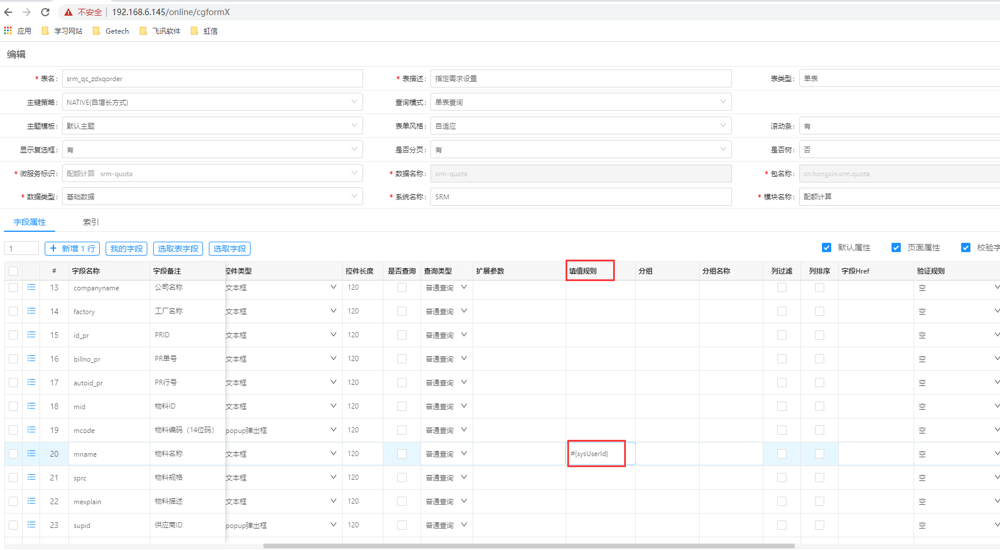 不安全 192.168.6.145/online/cgformX
应用 学习网站 Getech 飞讯软件 虹信
编辑
* 表名: srm_qc_zdxqorder * 表描述: 指定需求设置 表类型: 单表
主键策略: NATIVE(自增长方式) 查询模式: 单表查询
主题模板: 默认主题 表单风格: 自适应 滚动条: 有
显示复选框: 有 是否分页: 有 是否树: 否
* 微服务标识: 配额计算 srm-quota * 数据名称: srm-quota * 包名称: cn.hongxin.srm.quota
* 数据类型: 基础数据 * 系统名称: SRM * 模块名称: 配额计算
字段属性 索引
1 + 新增 1 行 我的字段 选取表字段 选取字段 默认属性 页面属性 校验字
# 字段名称 字段备注 控件类型 控件长度 是否查询 查询类型 扩展参数 填值规则 分组 分组名称 列过滤 列排序 字段Href 验证规则
13 companyname 公司名称 文本框 120 普通查询 空
14 factory 工厂名称 文本框 120 普通查询 空
15 id_pr PRID 文本框 120 普通查询 空
16 billno_pr PR单号 文本框 120 普通查询 空
17 autoid_pr PR行号 文本框 120 普通查询 空
18 mid 物料ID 文本框 120 普通查询 空
19 mcode 物料编码（14位码） popup弹出框 120 普通查询 空
20 mname 物料名称 文本框 120 普通查询 #{sysUserId} 空
21 sprc 物料规格 文本框 120 普通查询 空
22 mexplain 物料描述 文本框 120 普通查询 空
23 supid 供应商ID popup弹出框 120 普通查询 空